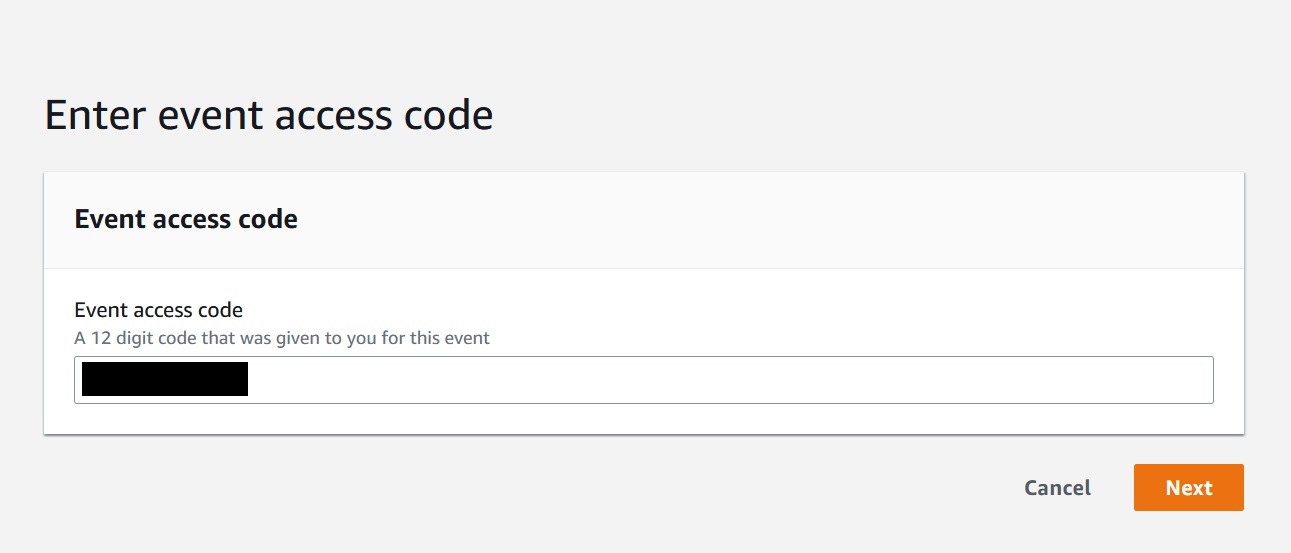 Enter event access code
Event access code
Event access code
A 12 digit code that was given to you for this event
Cancel
Next